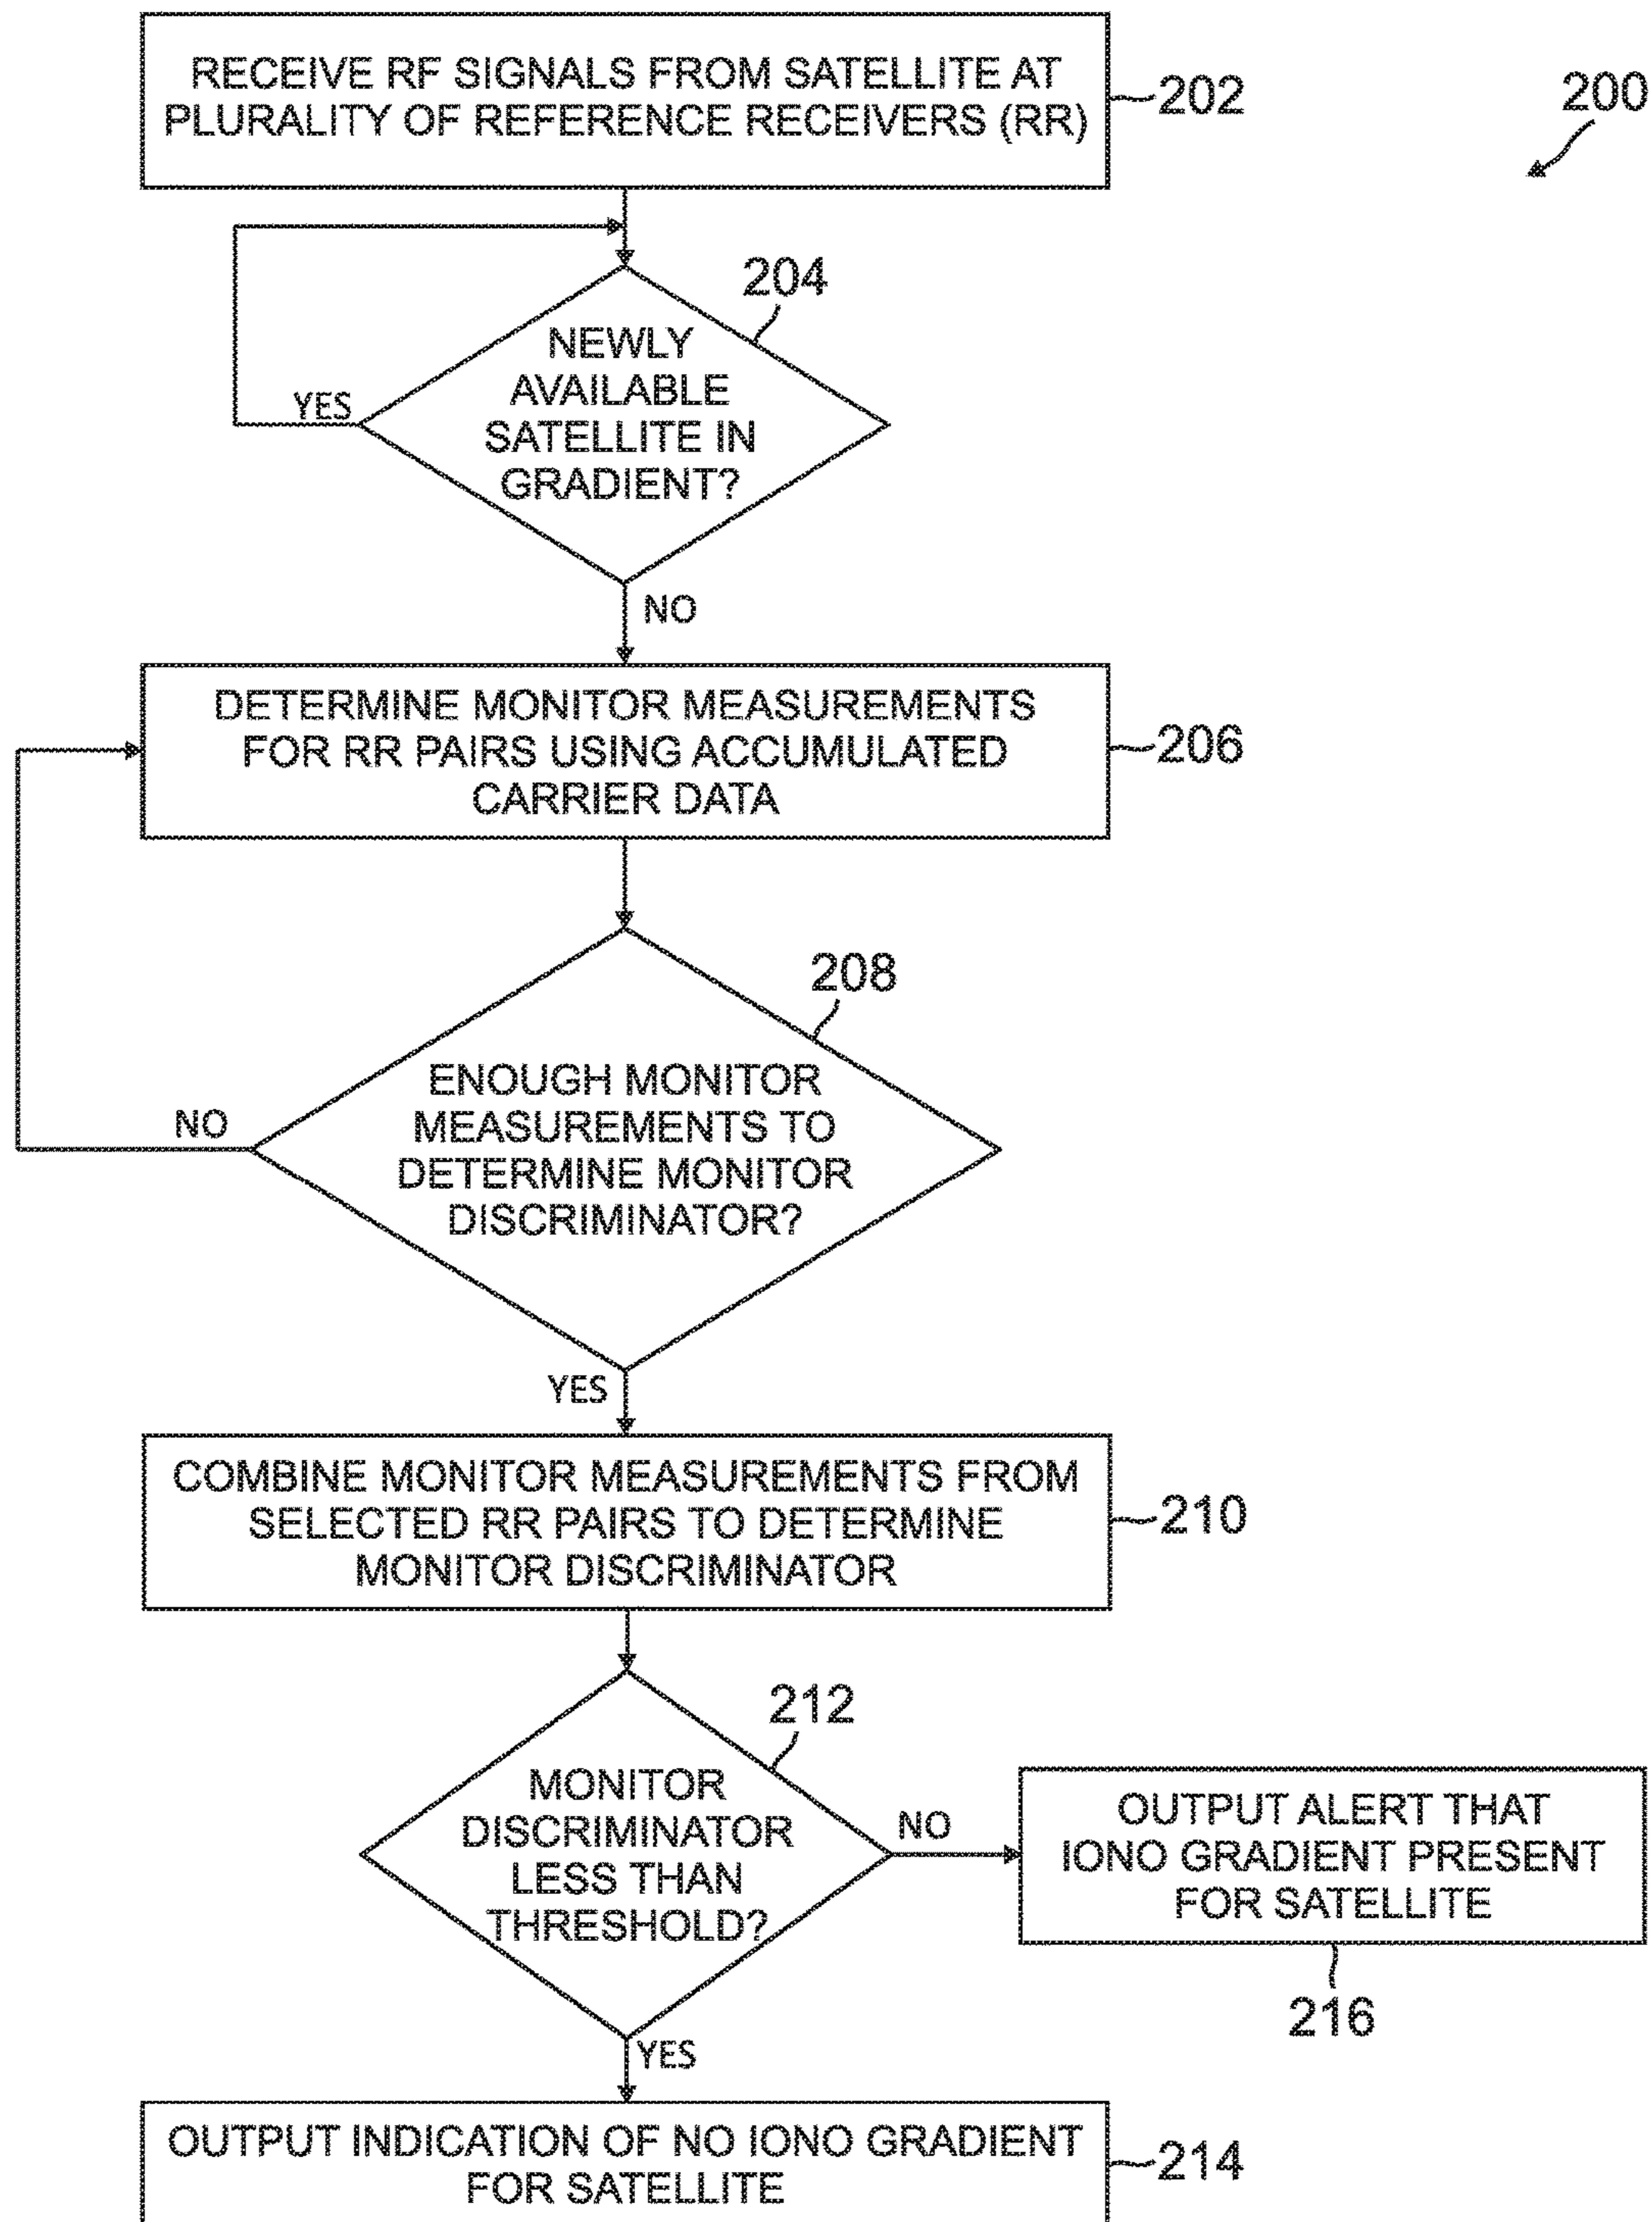 RECEIVE RF SIGNALS FROM SATELLITE AT
PLURALITY OF REFERENCE RECEIVERS (RR)
202
200
204
NEWLY
AVAILABLE
SATELLITE IN
GRADIENT?
YES
NO
DETERMINE MONITOR MEASUREMENTS
FOR RR PAIRS USING ACCUMULATED
CARRIER DATA
206
208
ENOUGH MONITOR
MEASUREMENTS TO
DETERMINE MONITOR
DISCRIMINATOR?
NO
YES
COMBINE MONITOR MEASUREMENTS FROM
SELECTED RR PAIRS TO DETERMINE
MONITOR DISCRIMINATOR
210
212
MONITOR
DISCRIMINATOR
LESS THAN
THRESHOLD?
NO
OUTPUT ALERT THAT
IONO GRADIENT PRESENT
FOR SATELLITE
216
YES
OUTPUT INDICATION OF NO IONO GRADIENT
FOR SATELLITE
214